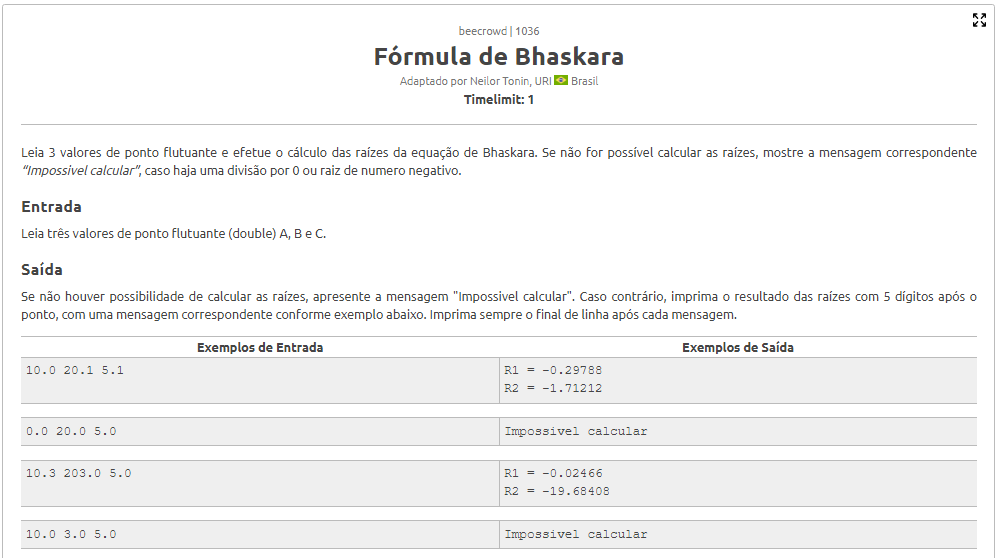 beecrowd | 1036
Fórmula de Bhaskara
Adaptado por Neilor Tonin, URI Brasil
Timelimit: 1
Leia 3 valores de ponto flutuante e efetue o cálculo das raízes da equação de Bhaskara. Se não for possível calcular as raízes, mostre a mensagem correspondente
“Impossivel calcular”, caso haja uma divisão por 0 ou raiz de numero negativo.
Entrada
Leia três valores de ponto flutuante (double) A, B e C.
Saída
Se não houver possibilidade de calcular as raízes, apresente a mensagem "Impossivel calcular". Caso contrário, imprima o resultado das raízes com 5 dígitos após o
ponto, com uma mensagem correspondente conforme exemplo abaixo. Imprima sempre o final de linha após cada mensagem.
Exemplos de Entrada Exemplos de Saída
10.0 20.1 5.1 R1 = -0.29788
R2 = -1.71212
0.0 20.0 5.0 Impossivel calcular
10.3 203.0 5.0 R1 = -0.02466
R2 = -19.68408
10.0 3.0 5.0 Impossivel calcular